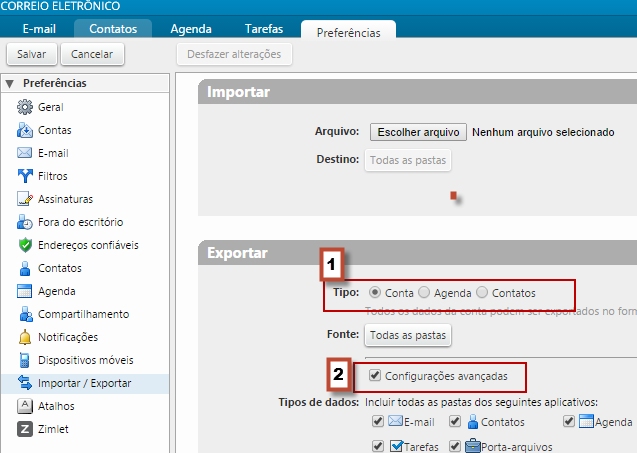 CORREIO ELETRÔNICO
E-mail Contatos Agenda Tarefas Preferências
Salvar Cancelar Desfazer alterações
Preferências
Geral
Contas
E-mail
Filtros
Assinaturas
Fora do escritório
Endereços confiáveis
Contatos
Agenda
Compartilhamento
Notificações
Dispositivos móveis
Importar / Exportar
Atalhos
Zimlet
Importar
Arquivo: Escolher arquivo Nenhum arquivo selecionado
Destino: Todas as pastas
Exportar
1
Tipo: Conta Agenda Contatos
Todos os dados da conta podem ser exportados no form
Fonte: Todas as pastas
2
Configurações avançadas
Tipos de dados: Incluir todas as pastas dos seguintes aplicativos:
E-mail Contatos Agenda
Tarefas Porta-arquivos